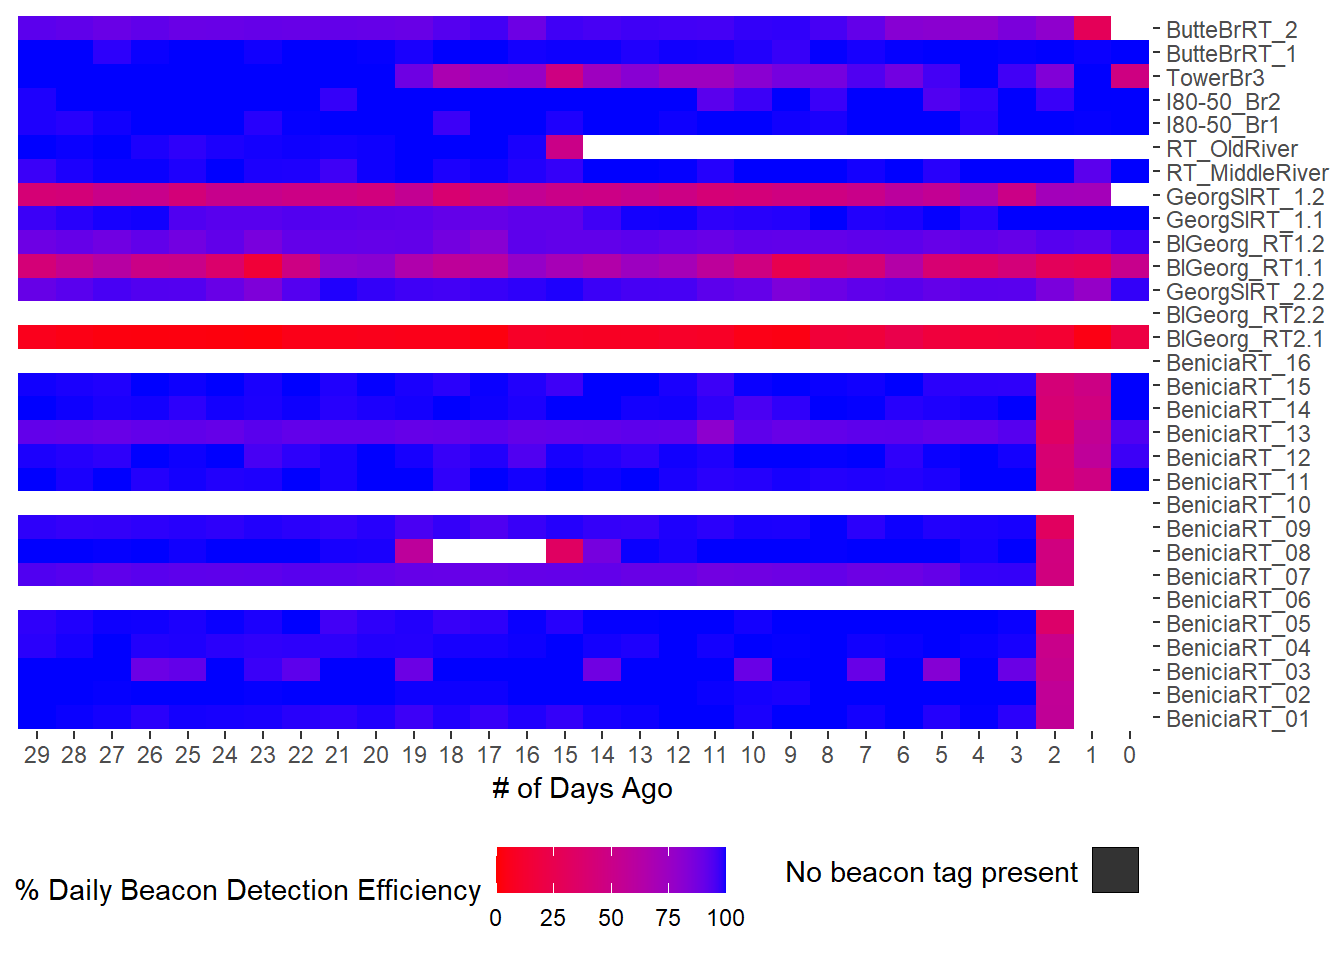 ButteBrRT_2
ButteBrRT_1
TowerBr3
I80-50_Br2
I80-50_Br1
RT_OldRiver
RT_MiddleRiver
GeorgSlRT_1.2
GeorgSlRT_1.1
BlGeorg_RT1.2
BlGeorg_RT1.1
GeorgSlRT_2.2
BlGeorg_RT2.2
BlGeorg_RT2.1
BeniciaRT_16
BeniciaRT_15
BeniciaRT_14
BeniciaRT_13
BeniciaRT_12
BeniciaRT_11
BeniciaRT_10
BeniciaRT_09
BeniciaRT_08
BeniciaRT_07
BeniciaRT_06
BeniciaRT_05
BeniciaRT_04
BeniciaRT_03
BeniciaRT_02
BeniciaRT_01
29 28 27 26 25 24 23 22 21 20 19 18 17 16 15 14 13 12 11 10 9 8 7 6 5 4 3 2 1 0
# of Days Ago
% Daily Beacon Detection Efficiency
0 25 50 75 100
No beacon tag present